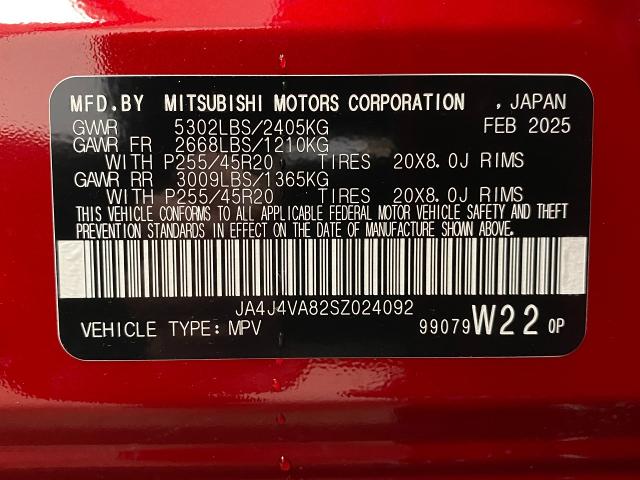 MFD.BY MITSUBISHI MOTORS CORPORATION , JAPAN
GVWR 5302LBS/2405KG FEB 2025
GAWR FR 2668LBS/1210KG
WITH P255/45R20 TIRES 20X8.0J RIMS
GAWR RR 3009LBS/1365KG
WITH P255/45R20 TIRES 20X8.0J RIMS
THIS VEHICLE CONFORMS TO ALL APPLICABLE FEDERAL MOTOR VEHICLE SAFETY AND THEFT
PREVENTION STANDARDS IN EFFECT ON THE DATE OF MANUFACTURE SHOWN ABOVE.
JA4J4VA82SZ024092
VEHICLE TYPE: MPV 99079 W22 0P